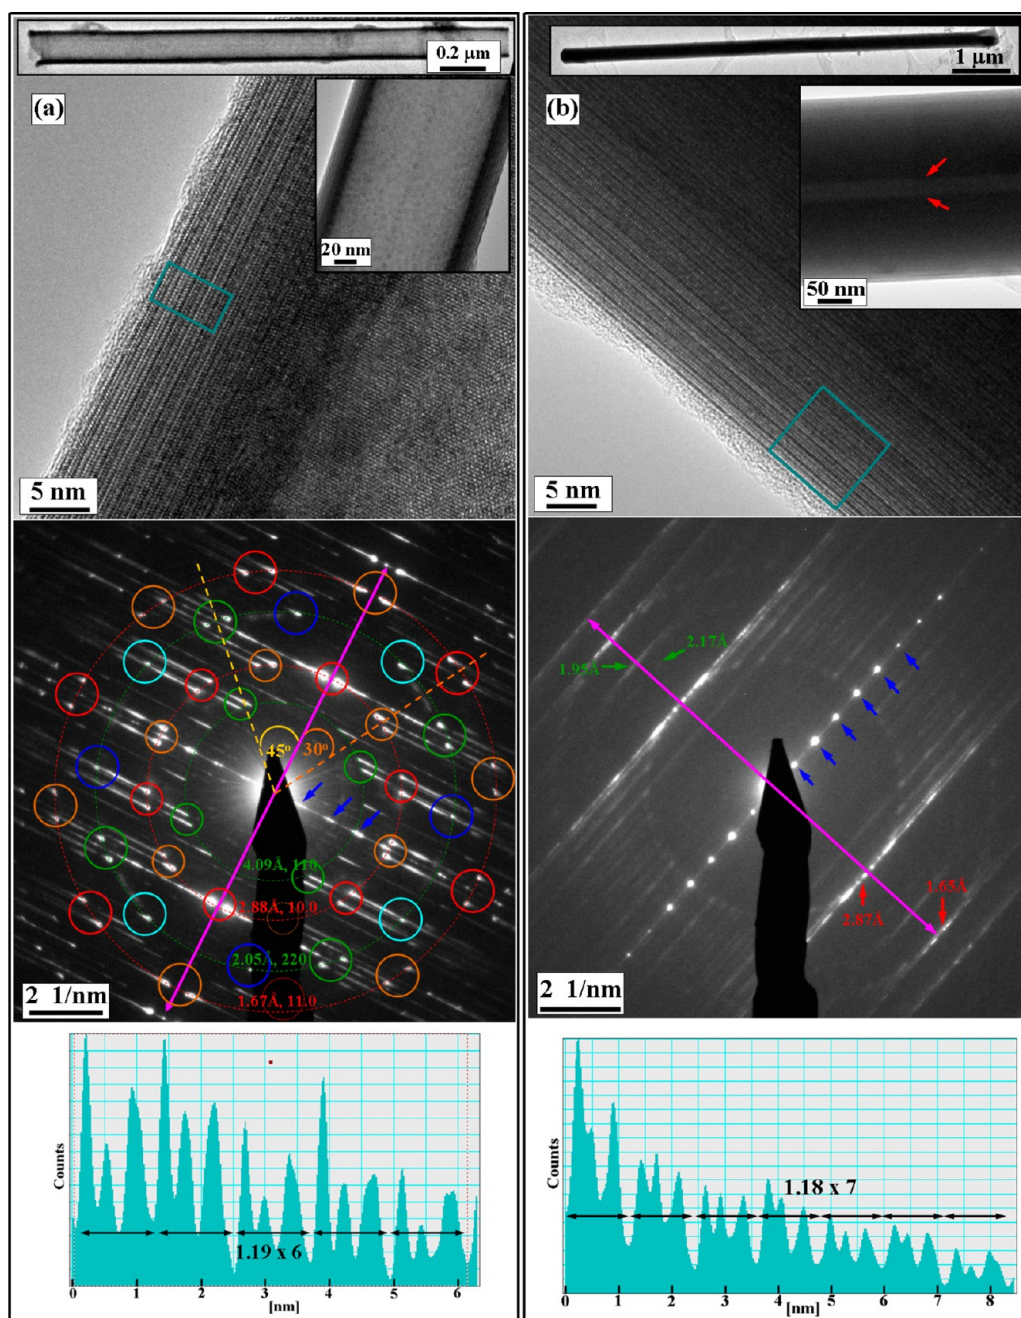 0.2 μm
(a)
20 nm
5 nm
1 μm
(b)
50 nm
5 nm
45°
30°
4.09Å, 110
2.88Å, 10.0
2.05Å, 220
1.67Å, 11.0
2 1/nm
2.17Å
1.95Å
1.65Å
2.87Å
2 1/nm
Counts
1.19 x 6
0 1 2 3 4 5 6
[nm]
Counts
1.18 x 7
0 1 2 3 4 5 6 7 8
[nm]